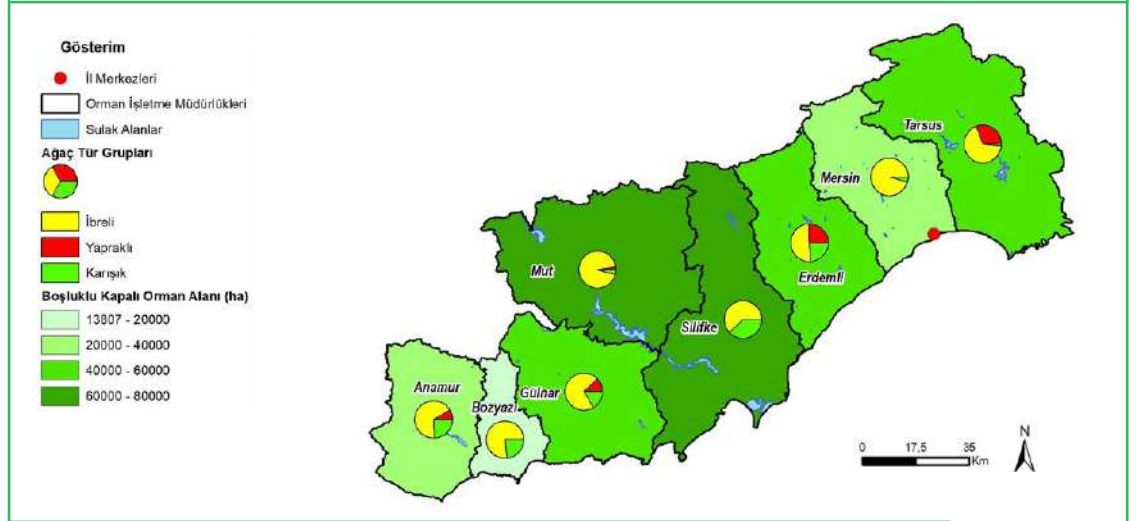 Gösterim
İl Merkezleri
Orman İşletme Müdürlükleri
Sulak Alanlar
Ağaç Tür Grupları
İbreli
Yapraklı
Karışık
Boşluklu Kapalı Orman Alanı (ha)
13807 - 20000
20000 - 40000
40000 - 60000
60000 - 80000
Tarsus
Mersin
Erdemli
Mut
Silifke
Gülnar
Anamur
Bozyazi
0 17,5 35
Km
N